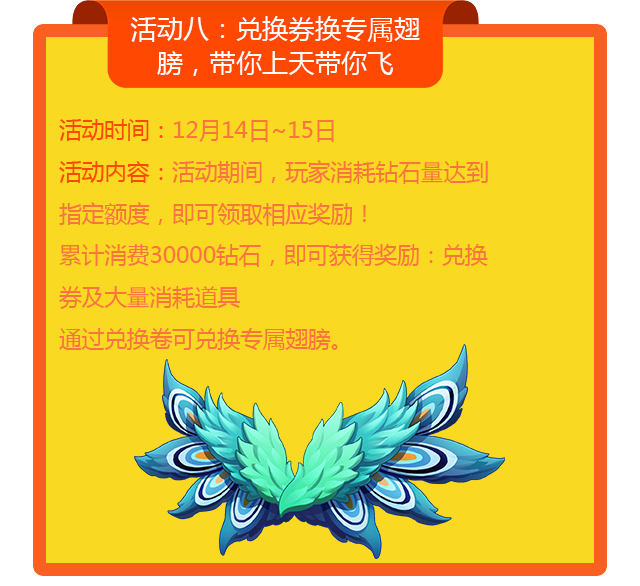 活动八：兑换券换专属翅
膀，带你上天带你飞
活动时间：12月14日~15日
活动内容：活动期间，玩家消耗钻石量达到
指定额度，即可领取相应奖励！
累计消费30000钻石，即可获得奖励：兑换
券及大量消耗道具
通过兑换卷可兑换专属翅膀。